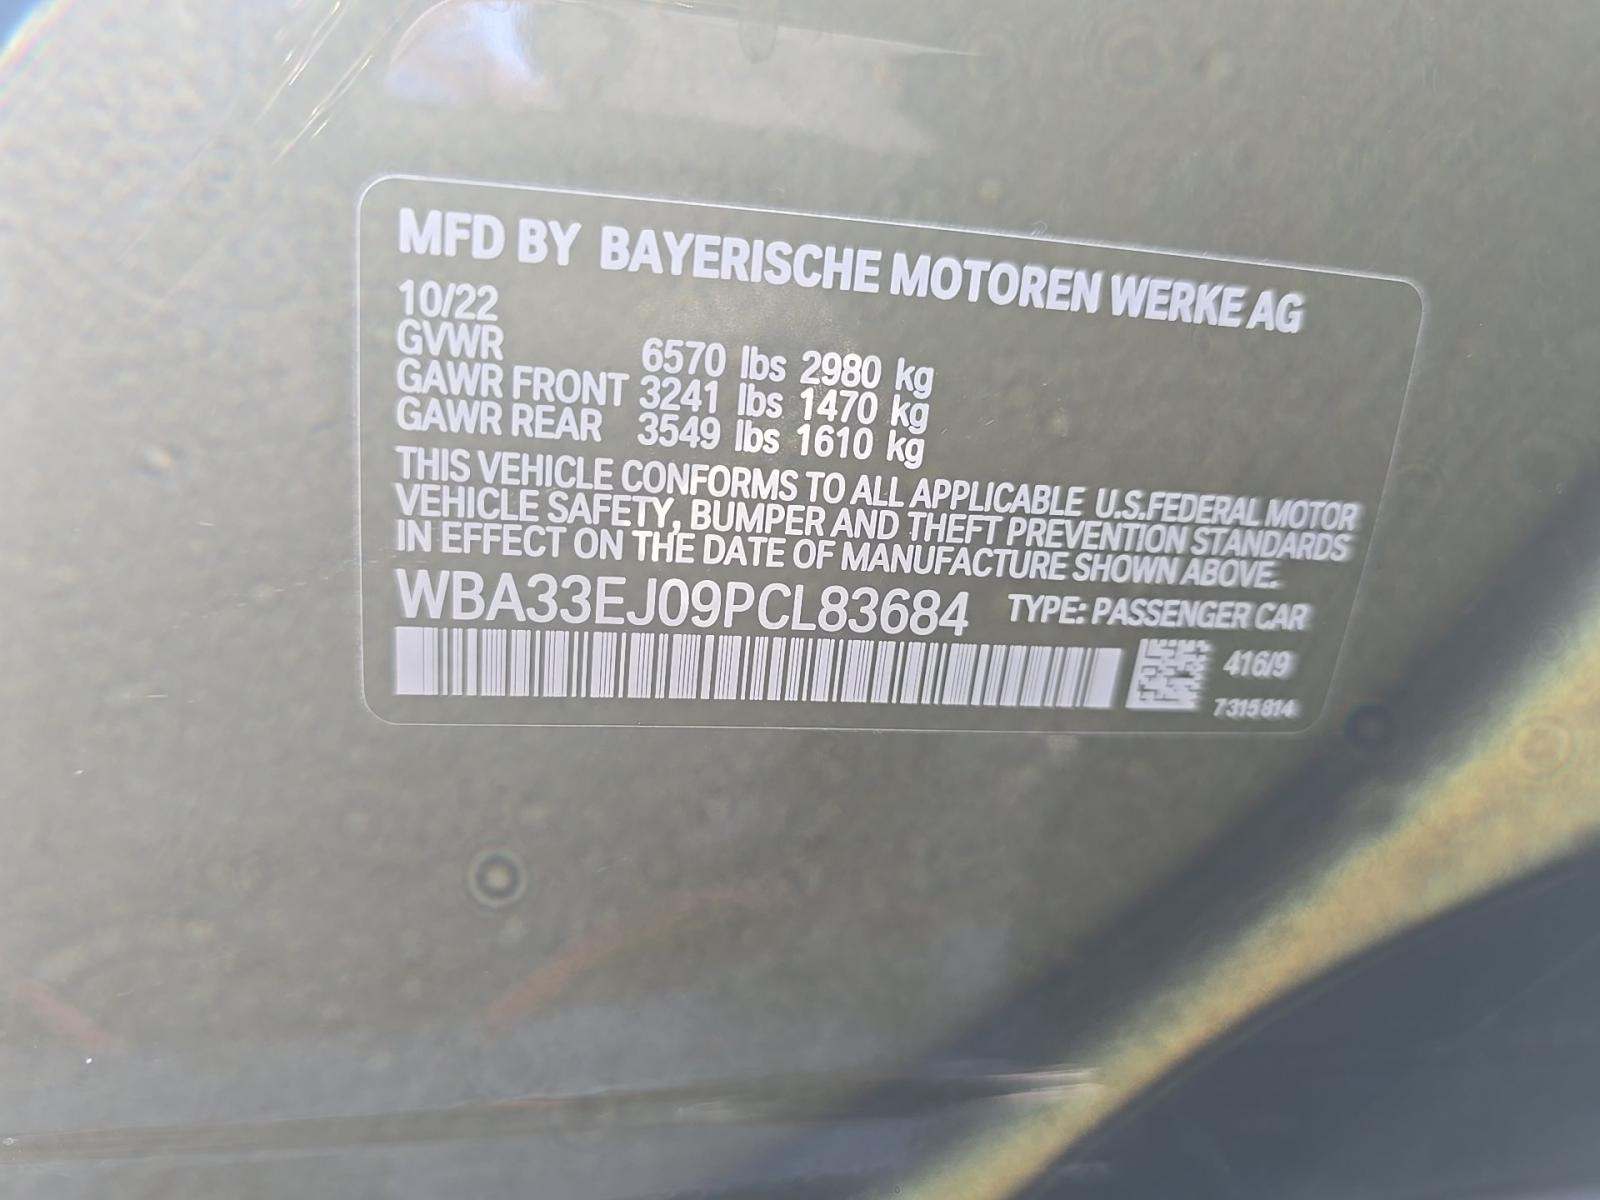 MFD BY BAYERISCHE MOTOREN WERKE AG
10/22
GVWR 6570 lbs 2980 kg
GAWR FRONT 3241 lbs 1470 kg
GAWR REAR 3549 lbs 1610 kg
THIS VEHICLE CONFORMS TO ALL APPLICABLE U.S.FEDERAL MOTOR
VEHICLE SAFETY, BUMPER AND THEFT PREVENTION STANDARDS
IN EFFECT ON THE DATE OF MANUFACTURE SHOWN ABOVE.
WBA33EJ09PCL83684 TYPE: PASSENGER CAR
416/9
7315814